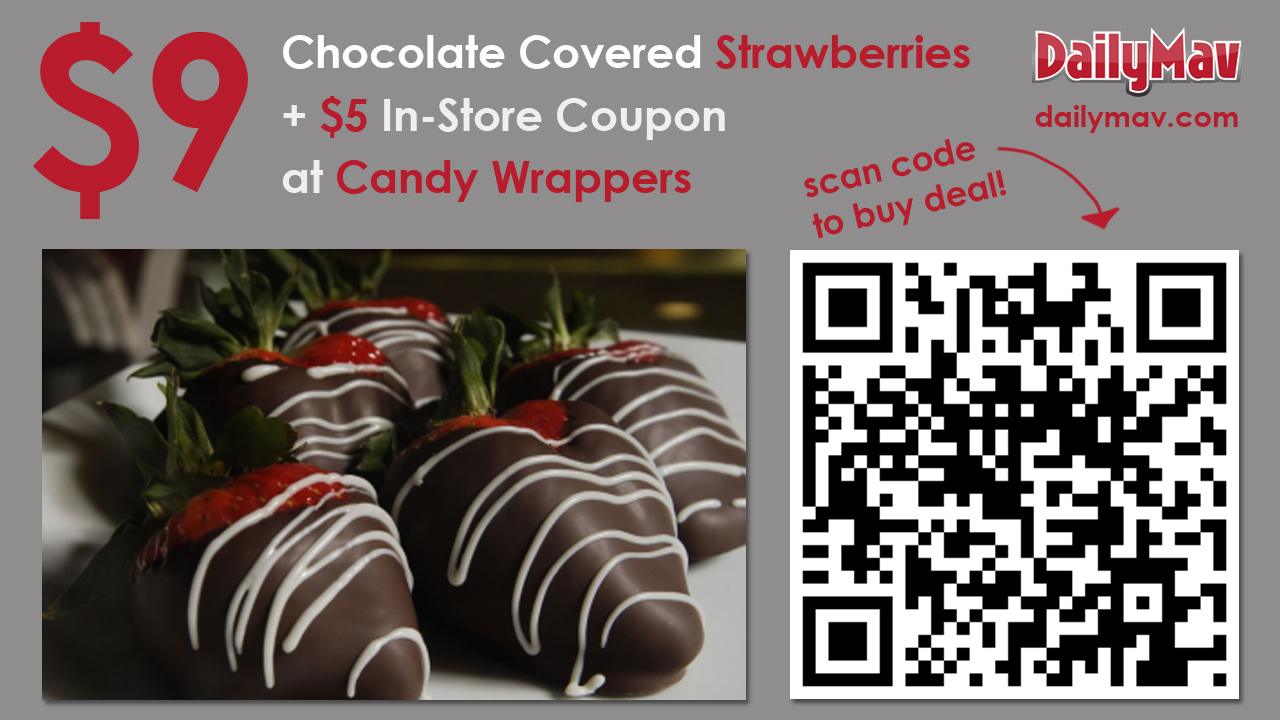 $9
Chocolate Covered Strawberries
+ $5 In-Store Coupon
at Candy Wrappers
DailyMav
dailymav.com
scan code
to buy deal!